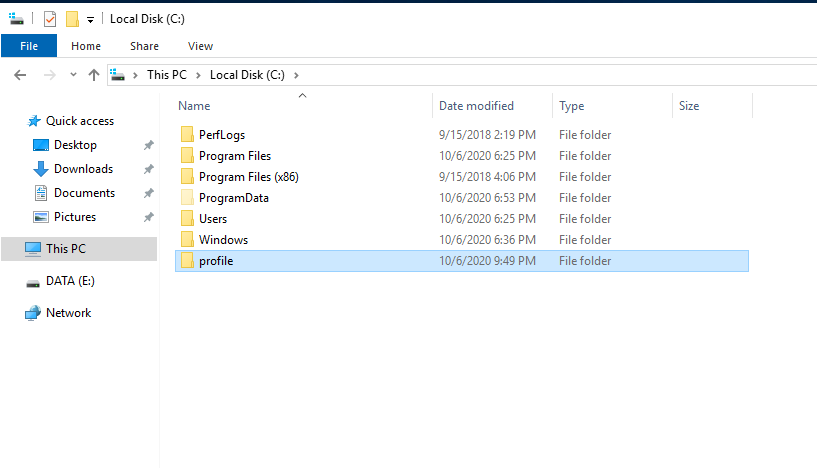 Local Disk (C:)
File Home Share View
This PC Local Disk (C:)
Name Date modified Type Size
Quick access
Desktop
Downloads
Documents
Pictures
This PC
DATA (E:)
Network
PerfLogs 9/15/2018 2:19 PM File folder
Program Files 10/6/2020 6:25 PM File folder
Program Files (x86) 9/15/2018 4:06 PM File folder
ProgramData 10/6/2020 6:53 PM File folder
Users 10/6/2020 6:25 PM File folder
Windows 10/6/2020 6:36 PM File folder
profile 10/6/2020 9:49 PM File folder